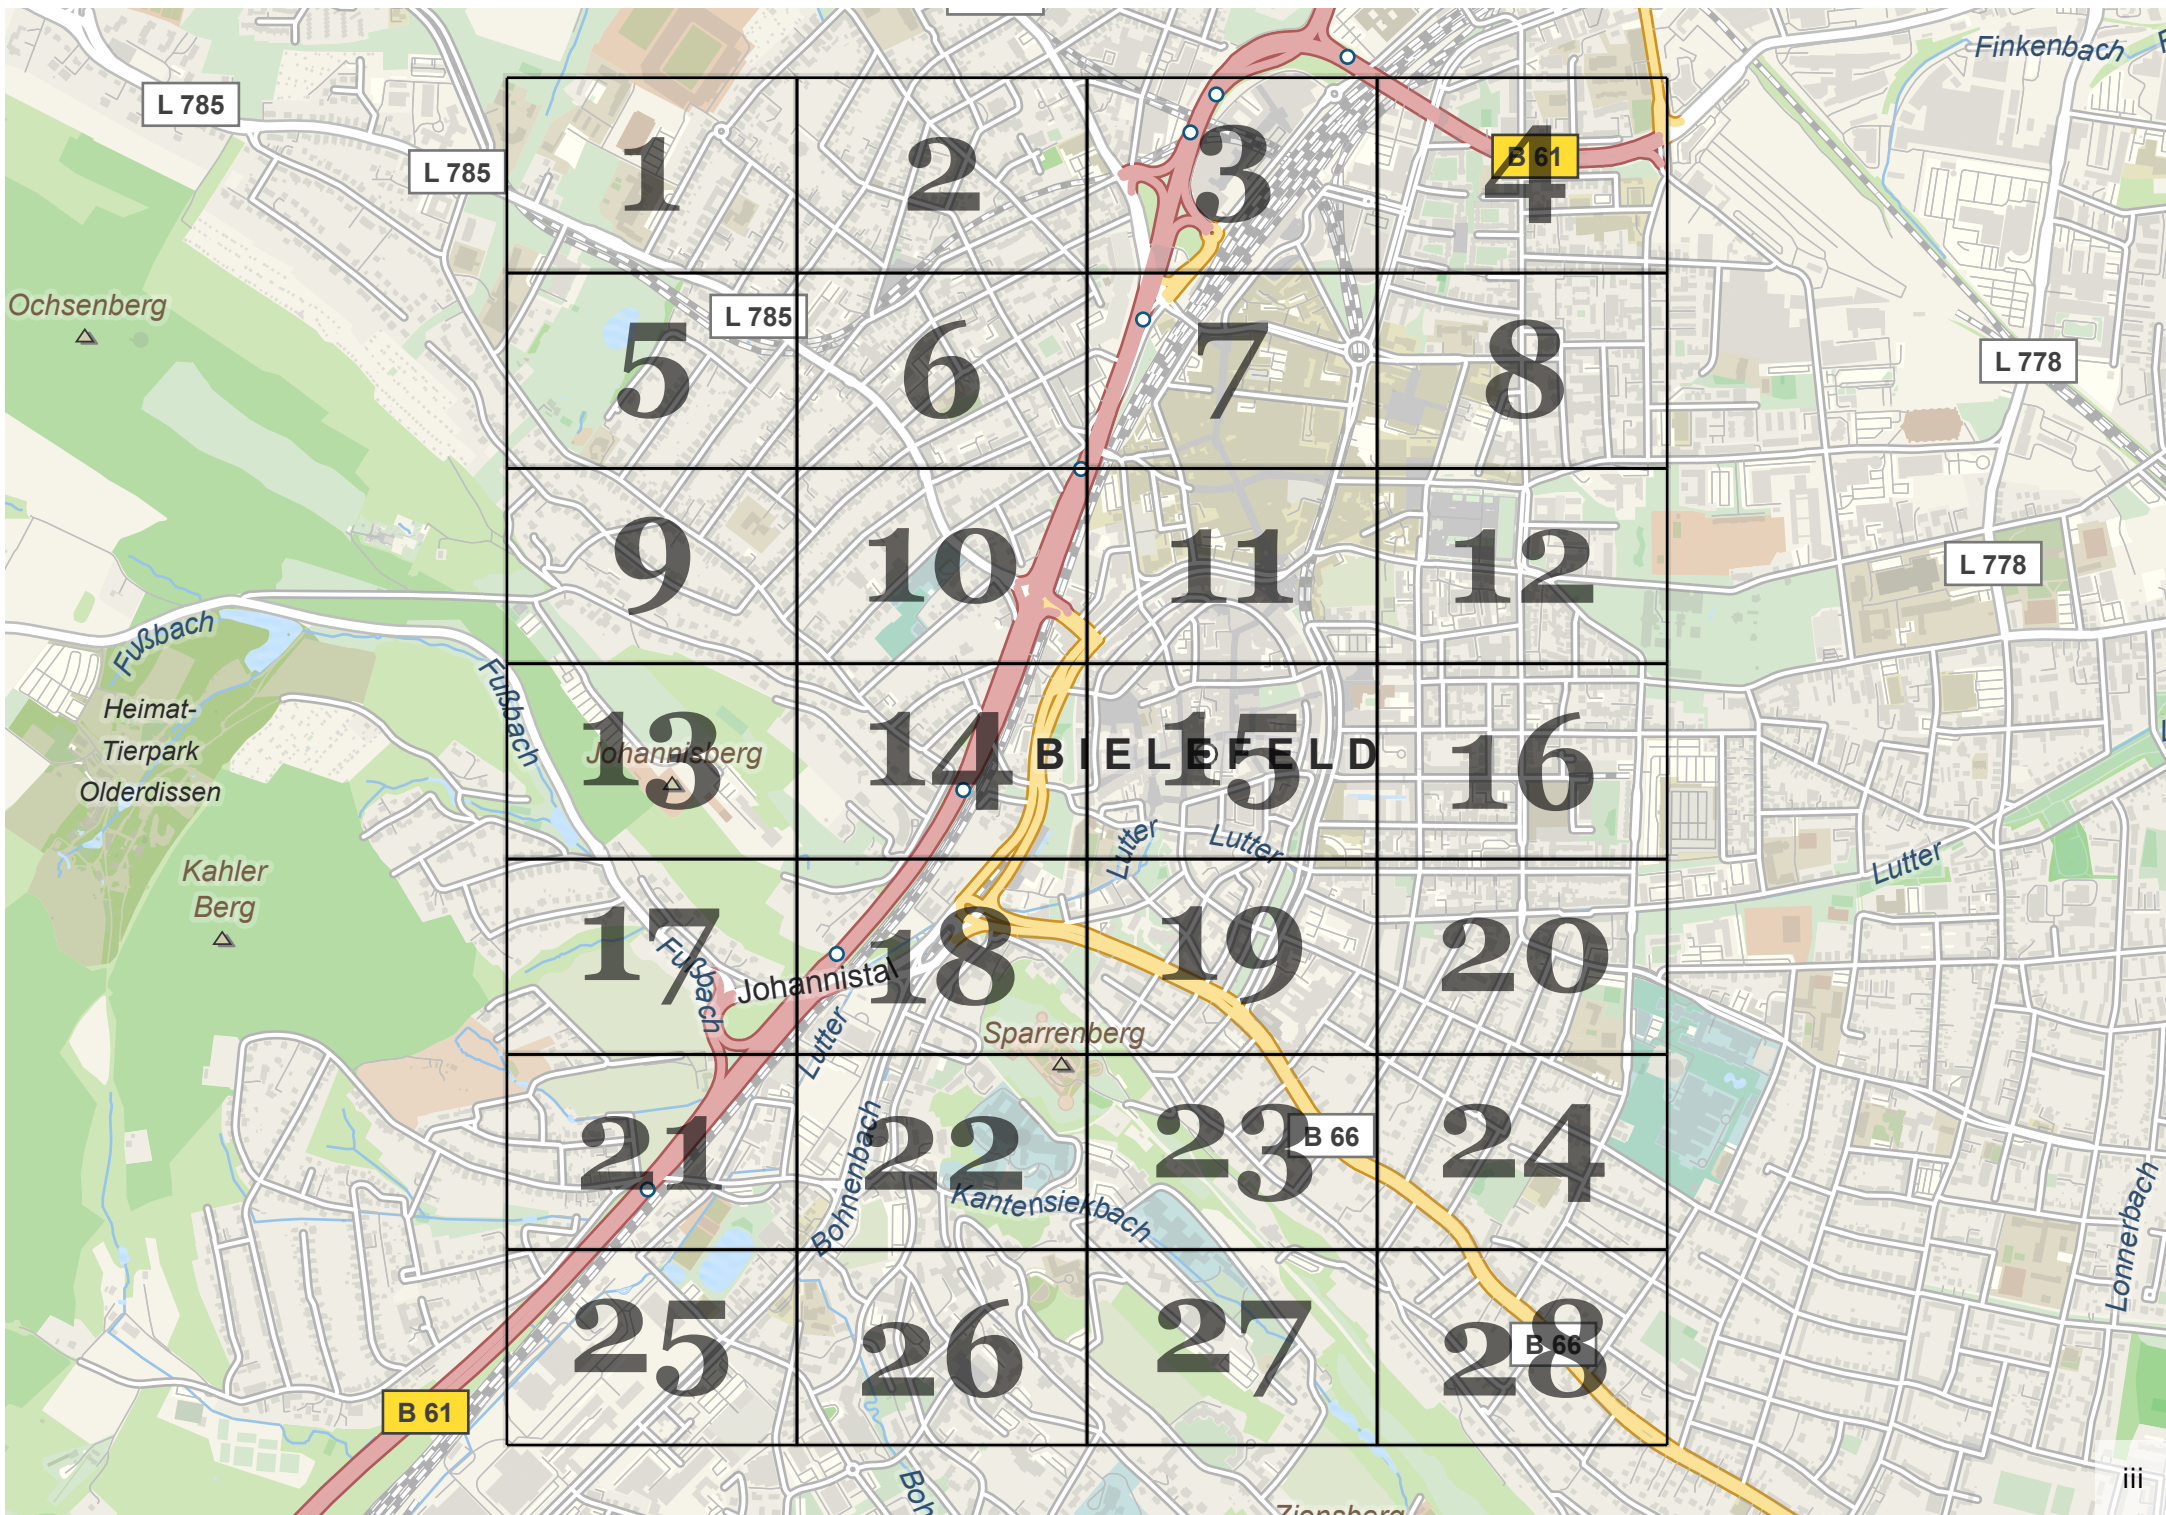 Finkenbach
L 785
L 785
1
2
3
B 61
4
Ochsenberg
L 785
5
6
7
8
L 778
9
10
11
12
L 778
Fußbach
Fußbach
Heimat-
Tierpark
Olderdissen
13
Johannisberg
14
BIELEFELD
15
16
Lutter
Lutter
Lutter
Kahler
Berg
17
Fußbach
Johannistal
18
19
20
Lutter
Sparrenberg
21
Bohnenbach
22
Kantensiekbach
23
B 66
24
Lonnerbach
25
26
27
28
B 66
B 61
Boh
Zionsberg
iii